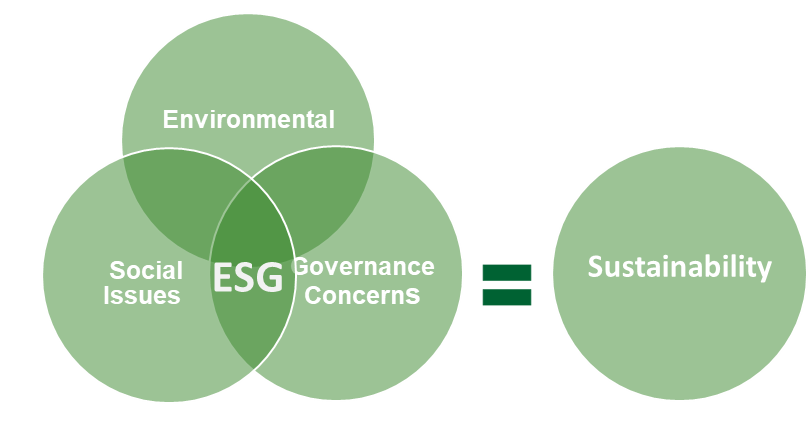 Environmental
Social
Issues
ESG
Governance
Concerns
=
Sustainability